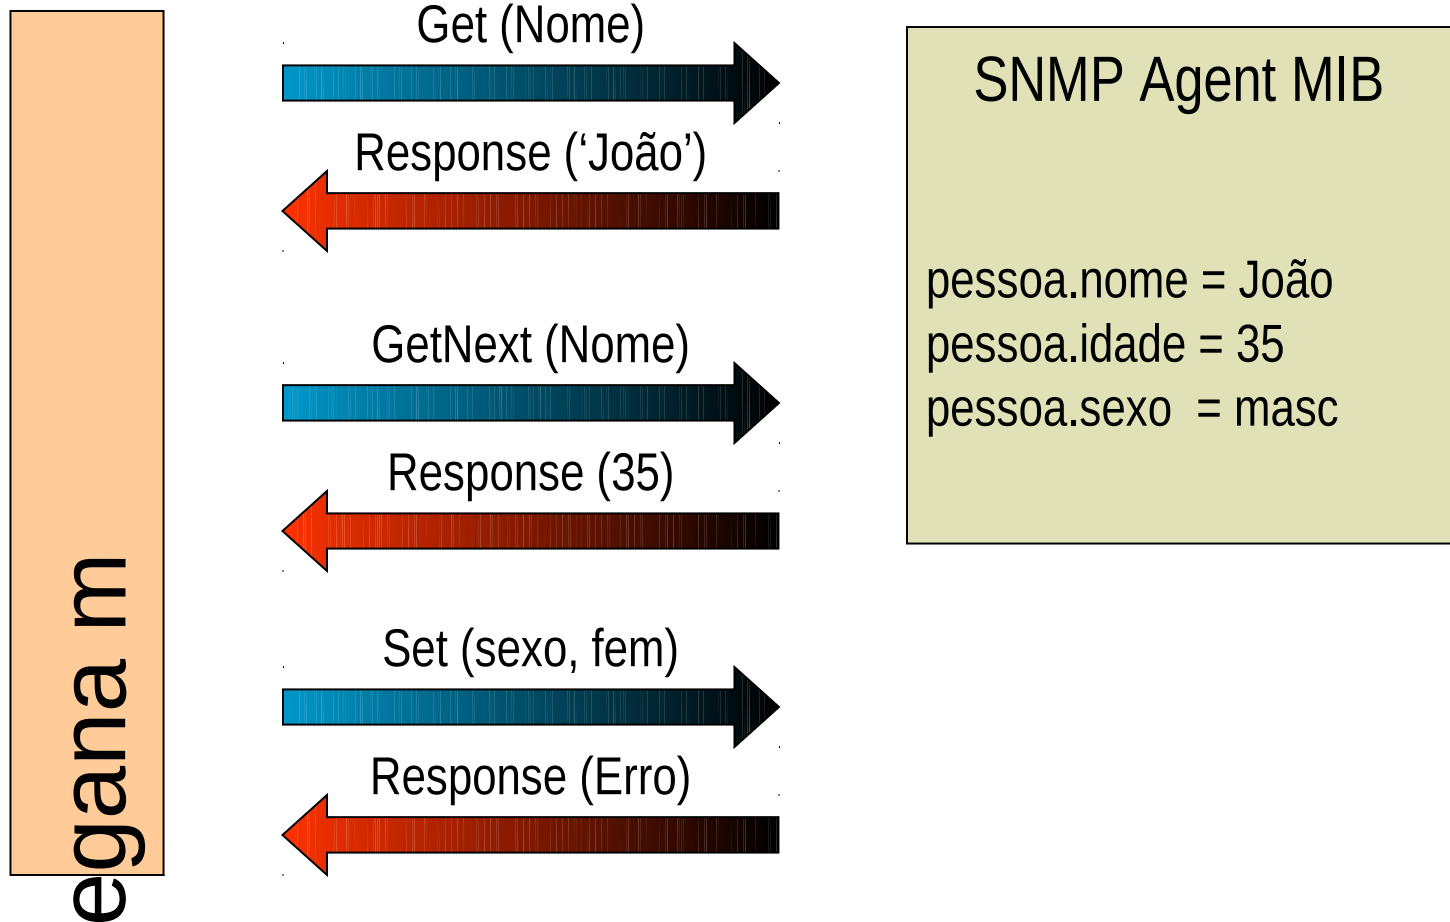 egana m
Get (Nome)
Response (‘João’)
GetNext (Nome)
Response (35)
Set (sexo, fem)
Response (Erro)
SNMP Agent MIB
pessoa.nome = João
pessoa.idade = 35
pessoa.sexo  = masc